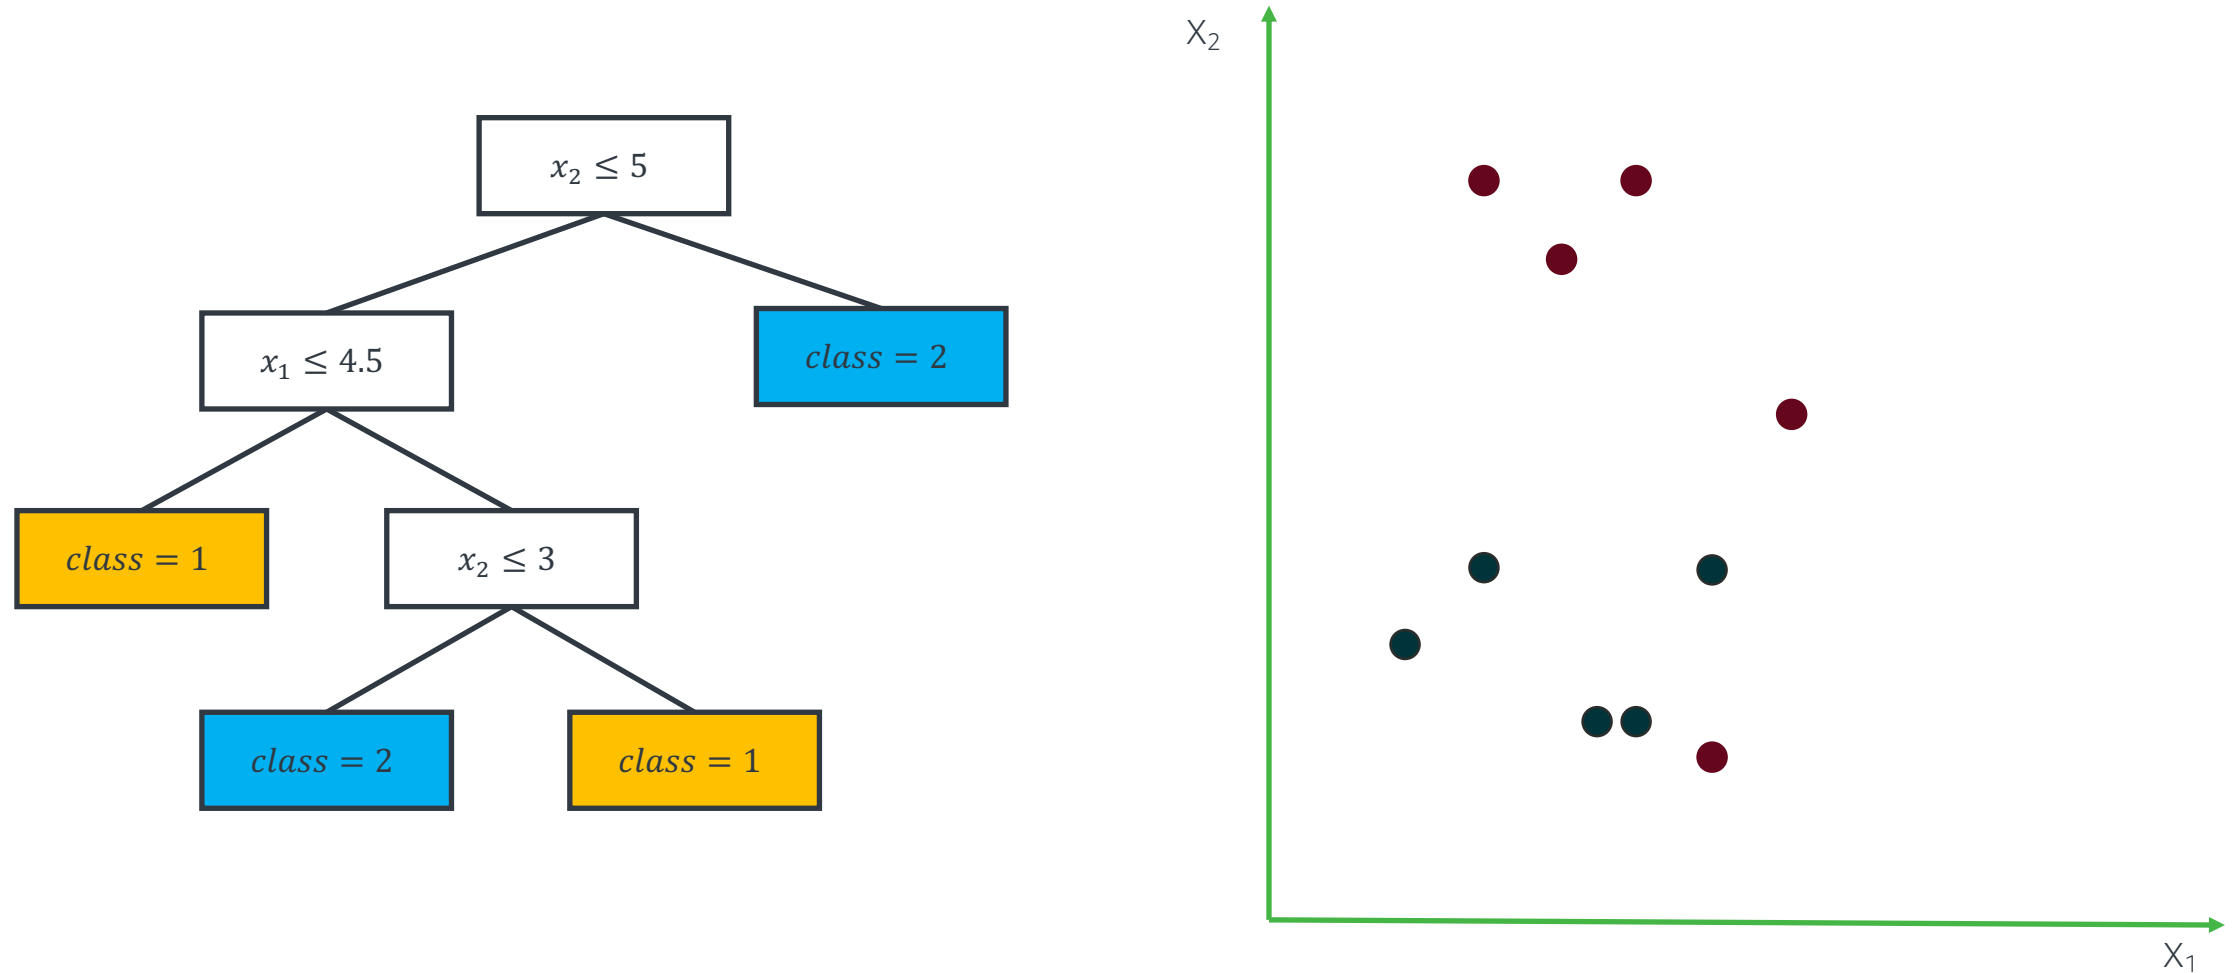 x₂ ≤ 5
x₁ ≤ 4.5
class = 2
class = 1
x₂ ≤ 3
class = 2
class = 1
X₂
X₁